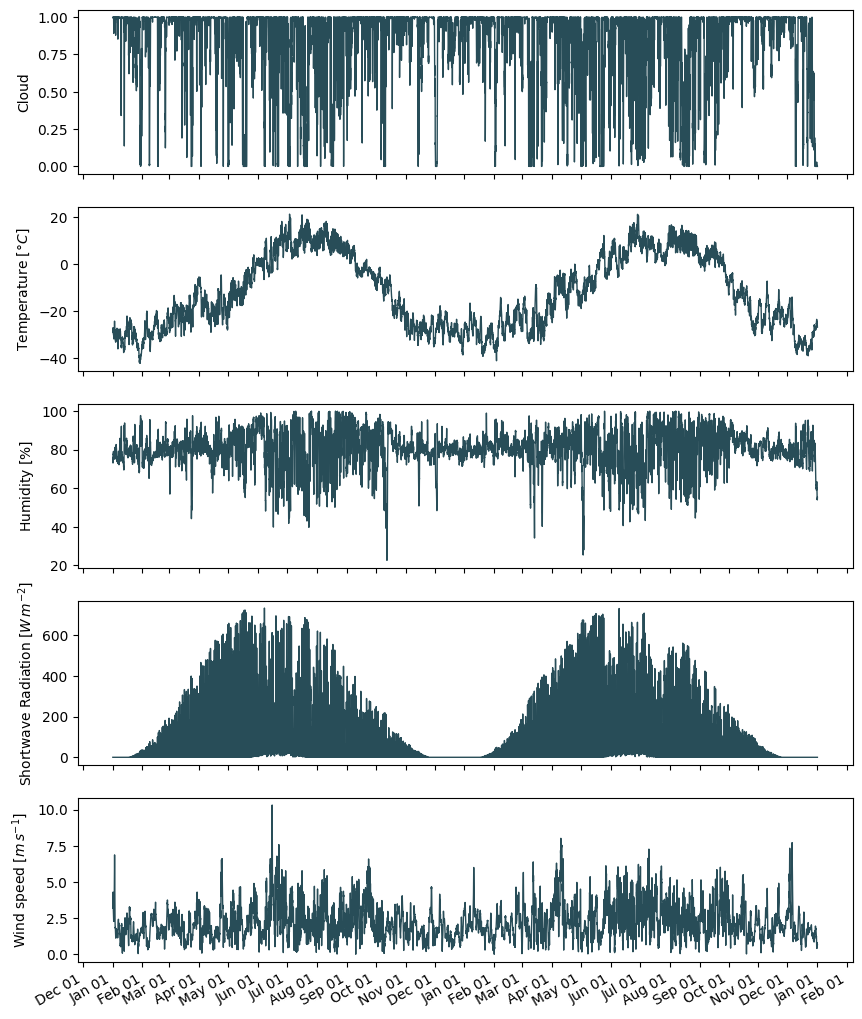 Cloud
1.00
0.75
0.50
0.25
0.00
Temperature [°C]
20
0
−20
−40
Humidity [%]
100
80
60
40
20
Shortwave Radiation [W m⁻²]
600
400
200
0
Wind speed [m s⁻¹]
10.0
7.5
5.0
2.5
0.0
Dec 01
Jan 01
Feb 01
Mar 01
Apr 01
May 01
Jun 01
Jul 01
Aug 01
Sep 01
Oct 01
Nov 01
Dec 01
Jan 01
Feb 01
Mar 01
Apr 01
May 01
Jun 01
Jul 01
Aug 01
Sep 01
Oct 01
Nov 01
Dec 01
Jan 01
Feb 01